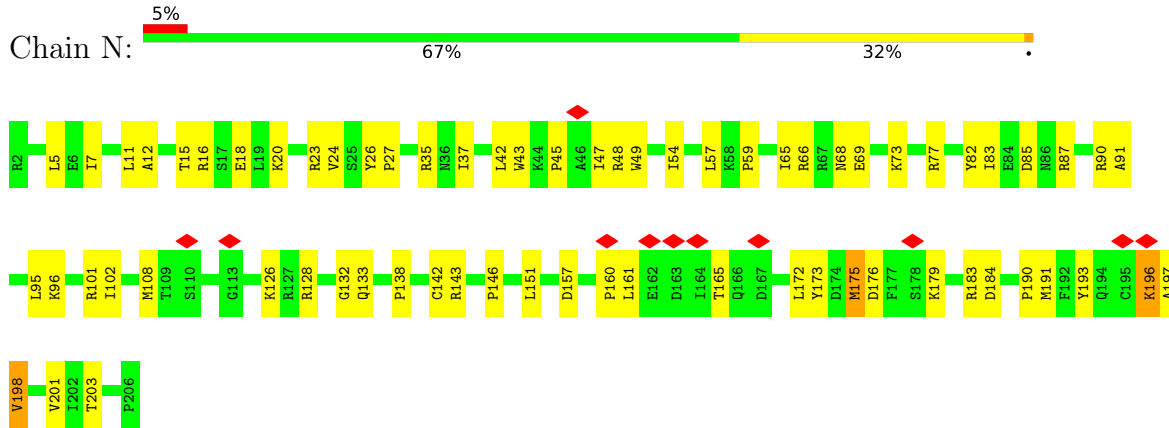 5%
Chain N:
67% 32% •
R2 L5 E6 I7 L11 A12 T15 R16 S17 E18 L19 K20 R23 V24 S25 Y26 P27 R35 N36 I37 L42 W43 K44 P45 A46 I47 R48 W49 I54 L57 K58 P59 I65 R66 R67 N68 E69 K73 R77 Y82 I83 E84 D85 N86 R87 R90 A91
L95 K96 R101 I102 M108 T109 S110 G113 K126 R127 R128 G132 Q133 P138 C142 R143 P146 L151 D157 P160 L161 E162 D163 I164 T165 Q166 D167 L172 Y173 D174 M175 D176 F177 S178 K179 R183 D184 P190 M191 F192 Y193 Q194 C195 K196 A197
V198 V201 I202 T203 P206